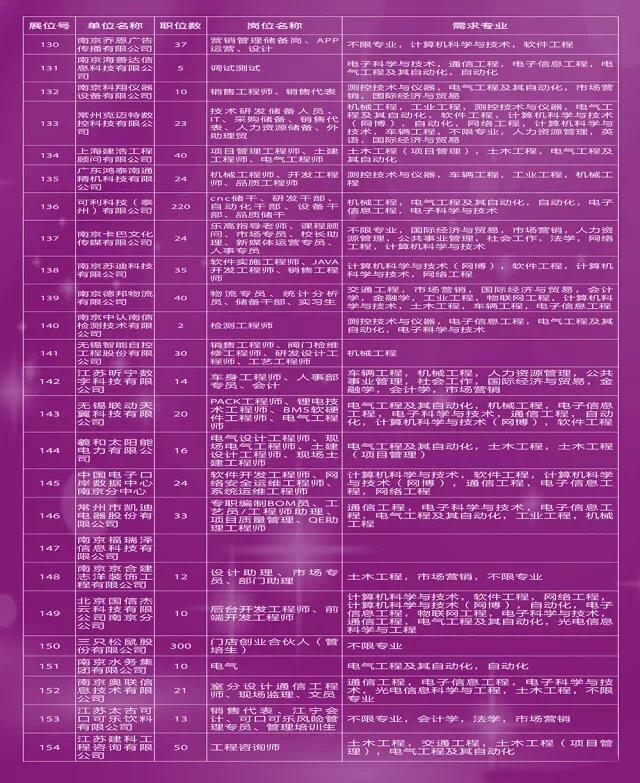 展位号 单位名称 职位数 岗位名称 需求专业
130 南京乔恩广告传播有限公司 37 营销管理储备岗、APP运营、设计 不限专业，计算机科学与技术，软件工程
131 南京海善达信息科技有限公司 5 调试测试 电子科学与技术，通信工程，电子信息工程，电气工程及其自动化，自动化
132 南京科翔仪器设备有限公司 10 销售工程师、销售代表 测控技术与仪器，电气工程及其自动化，市场营销，国际经济与贸易
133 常州克迈特数控科技有限公司 23 技术研发储备人员、IT、采购储备、销售代表、人力资源储备、外助理贸 机械工程，工业工程，测控技术与仪器，电气工程及其自动化，软件工程，计算机科学与技术（网博），自动化，网络工程，计算机科学与技术，车辆工程，不限专业，人力资源管理，英语，国际经济与贸易
134 上海建浩工程顾问有限公司 40 项目管理工程师、土建工程师、电气工程师 土木工程（项目管理），土木工程，电气工程及其自动化
135 广东鸿泰南通精机科技有限公司 24 机械工程师、开发工程师、品质工程师 测控技术与仪器，车辆工程，工业工程，机械工程
136 可利科技（泰州）有限公司 220 cnc储干、研发干部、自动化干部、设备干部、品质储干 机械工程，电气工程及其自动化，自动化，电子信息工程，电子科学与技术
137 南京卡巴文化传媒有限公司 24 乐高指导老师、课程顾问、市场专员、校长助理、新媒体运营专员、人事专员 不限专业，国际经济与贸易，市场营销，人力资源管理，公共事业管理，社会工作，法学，网络工程，计算机科学与技术
138 南京苏迪科技有限公司 35 软件实施工程师、JAVA开发工程师、销售工程师 计算机科学与技术（网博），软件工程，计算机科学与技术，网络工程
139 南京德邦物流有限公司 40 物流专员、统计分析员、储备干部、实习生 交通工程，市场营销，国际经济与贸易，会计学，金融学，工业工程，物联网工程，计算机科学与技术，土木工程，车辆工程，电子信息工程
140 南京中认南信检测技术有限公司 2 检测工程师 测控技术与仪器，电子信息工程，电气工程及其自动化，电子科学与技术
141 无锡智能自控工程股份有限公司 30 销售工程师、阀门检维修工程师、研发设计工程师、工艺工程师 机械工程
142 江苏昕宁数字科技有限公司 14 车身工程师、人事部专员、会计 车辆工程，机械工程，人力资源管理，公共事业管理，社会工作，国际经济与贸易，金融学，会计学，市场营销
143 无锡联动天翼科技有限公司 20 PACK工程师、锂电技术工程师、BMS软硬件工程师、电气工程师 电气工程及其自动化，机械工程，电子信息工程，电子科学与技术，通信工程，自动化，计算机科学与技术（网博），软件工程
144 羲和太阳能电力有限公司 16 电气设计工程师、现场电气工程师、土建设计工程师、现场土建工程师 电气工程及其自动化，土木工程，土木工程（项目管理）
145 中国电子口岸数据中心南京分中心 24 软件开发工程师、网络安全运维工程师、系统运维工程师 计算机科学与技术，软件工程，计算机科学与技术（网博），通信工程，电子信息工程，网络工程
146 常州市凯迪电器股份有限公司 33 专职编制BOM员、工艺员/工程师助理、项目质量管理、QE助理工程师 通信工程，电子科学与技术，电子信息工程，电气工程及其自动化，工业工程，机械工程
147 南京福瑞泽信息科技有限公司
148 南京京合建志洋装饰工程有限公司 12 设计助理、市场专员、部门助理 土木工程，市场营销，不限专业
149 北京国信杰云科技有限公司南京分公司 10 后台开发工程师、前端开发工程师 计算机科学与技术，软件工程，网络工程，计算机科学与技术（网博），自动化，电子信息工程，物联网工程，电子科学与技术，通信工程，电气工程及其自动化，光电信息科学与工程
150 三只松鼠股份有限公司 300 门店创业合伙人（管培生） 不限专业
151 南京水务集团有限公司 10 电气 电气工程及其自动化，自动化
152 南京奥联信息技术有限公司 21 室分设计通信工程师、现场监理、文员 通信工程，电子信息工程，电子科学与技术，光电信息科学与工程，土木工程，不限专业
153 江苏太古可口可乐饮料有限公司 13 销售代表、江宁会计、可口可乐风险管理专员、管理培训生 不限专业，会计学，法学，市场营销
154 江苏建科工程咨询有限公司 50 工程咨询师 土木工程，交通工程，土木工程（项目管理），电气工程及其自动化